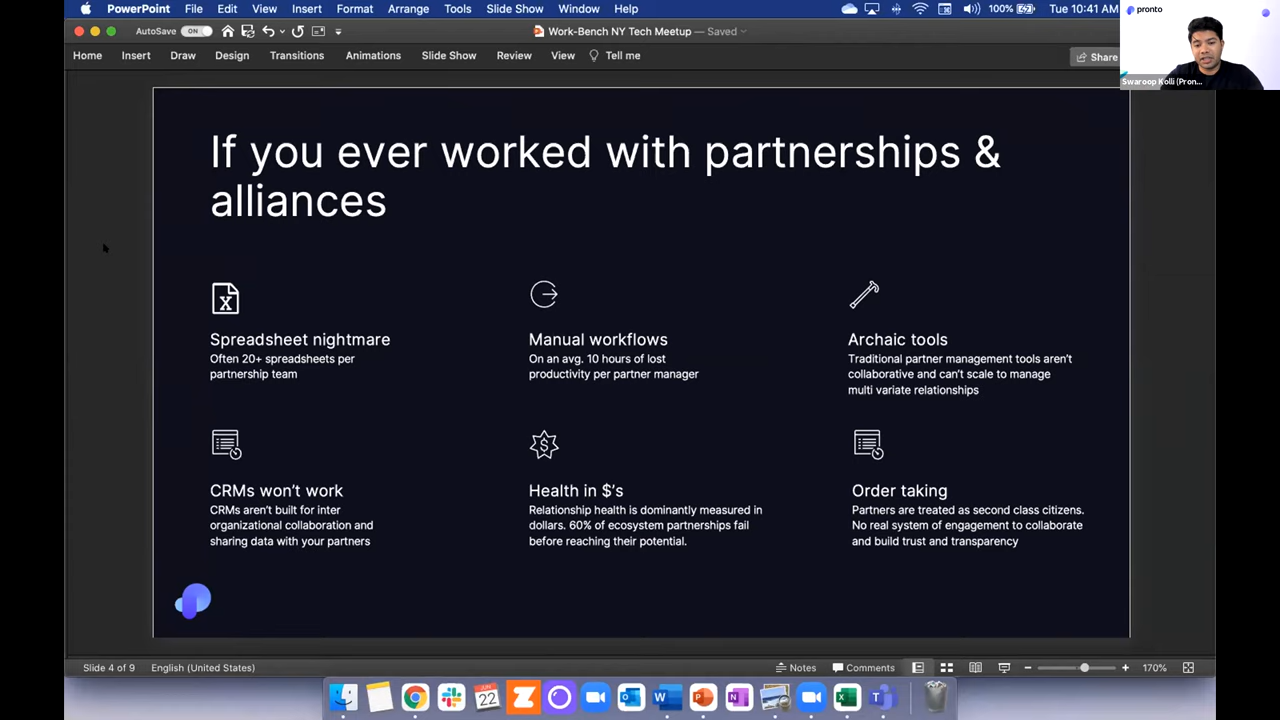 PowerPoint File Edit View Insert Format Arrange Tools Slide Show Window Help 100% Tue 10:41 AM
pronto
AutoSave ON Work-Bench NY Tech Meetup — Saved
Home Insert Draw Design Transitions Animations Slide Show Review View Tell me Share
Swaroop Kolli (Pron...
If you ever worked with partnerships &
alliances
X
Spreadsheet nightmare
Often 20+ spreadsheets per
partnership team
Manual workflows
On an avg. 10 hours of lost
productivity per partner manager
Archaic tools
Traditional partner management tools aren't
collaborative and can't scale to manage
multi variate relationships
CRMs won't work
CRMs aren't built for inter
organizational collaboration and
sharing data with your partners
$
Health in $'s
Relationship health is dominantly measured in
dollars. 60% of ecosystem partnerships fail
before reaching their potential.
Order taking
Partners are treated as second class citizens.
No real system of engagement to collaborate
and build trust and transparency
Slide 4 of 9 English (United States) Notes Comments 170%
JUN
22